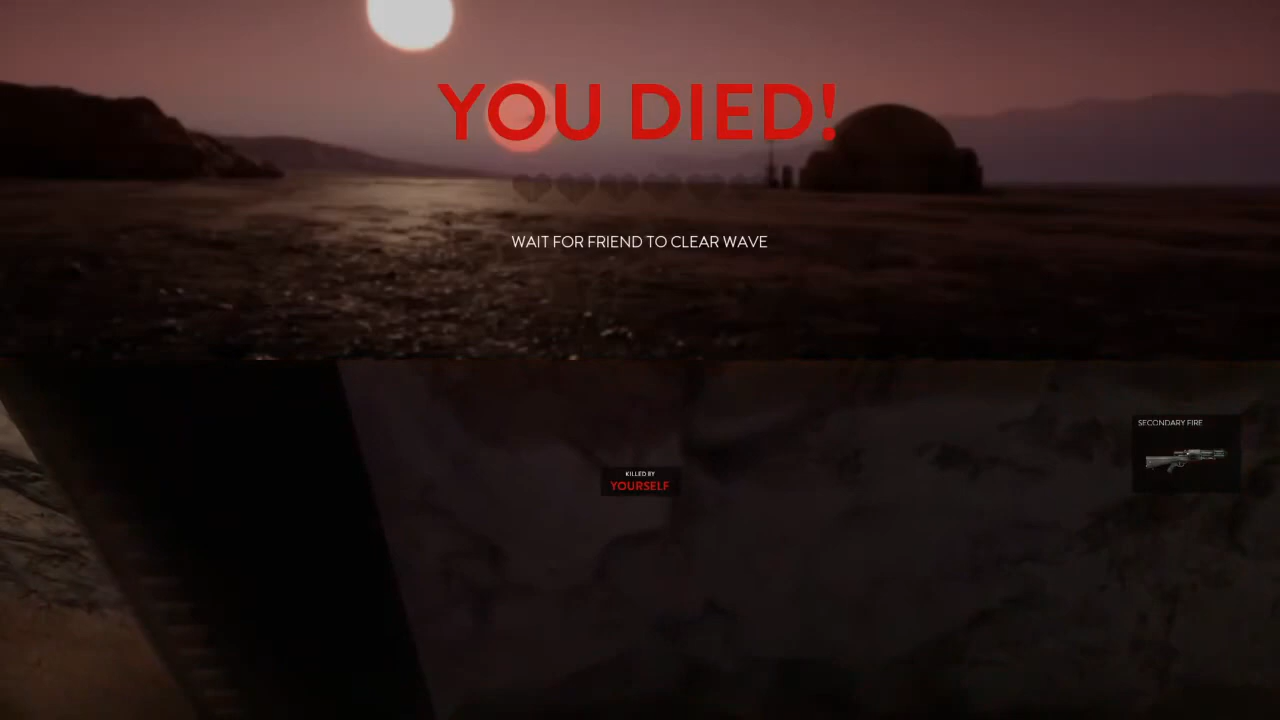 YOU DIED!
WAIT FOR FRIEND TO CLEAR WAVE
SECONDARY FIRE
KILLED BY
YOURSELF